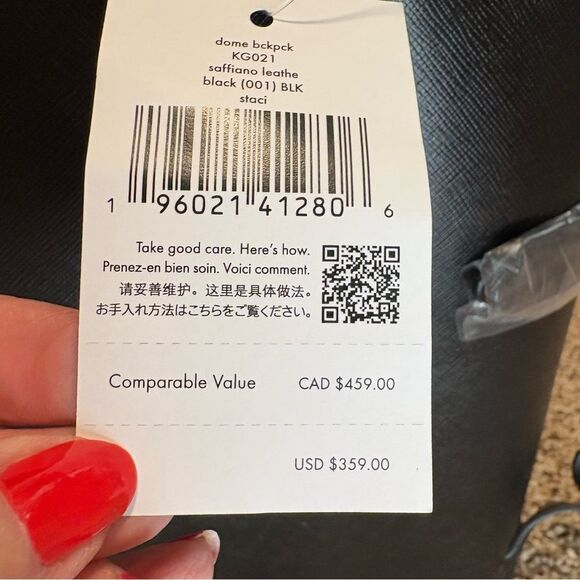 dome bckpck
KG021
saffiano leathe
black (001) BLK
staci
1 96021 41280 6
Take good care. Here's how.
Prenez-en bien soin. Voici comment.
请妥善维护。这里是具体做法。
お手入れ方法はこちらをご覧ください。
Comparable Value CAD $459.00
USD $359.00